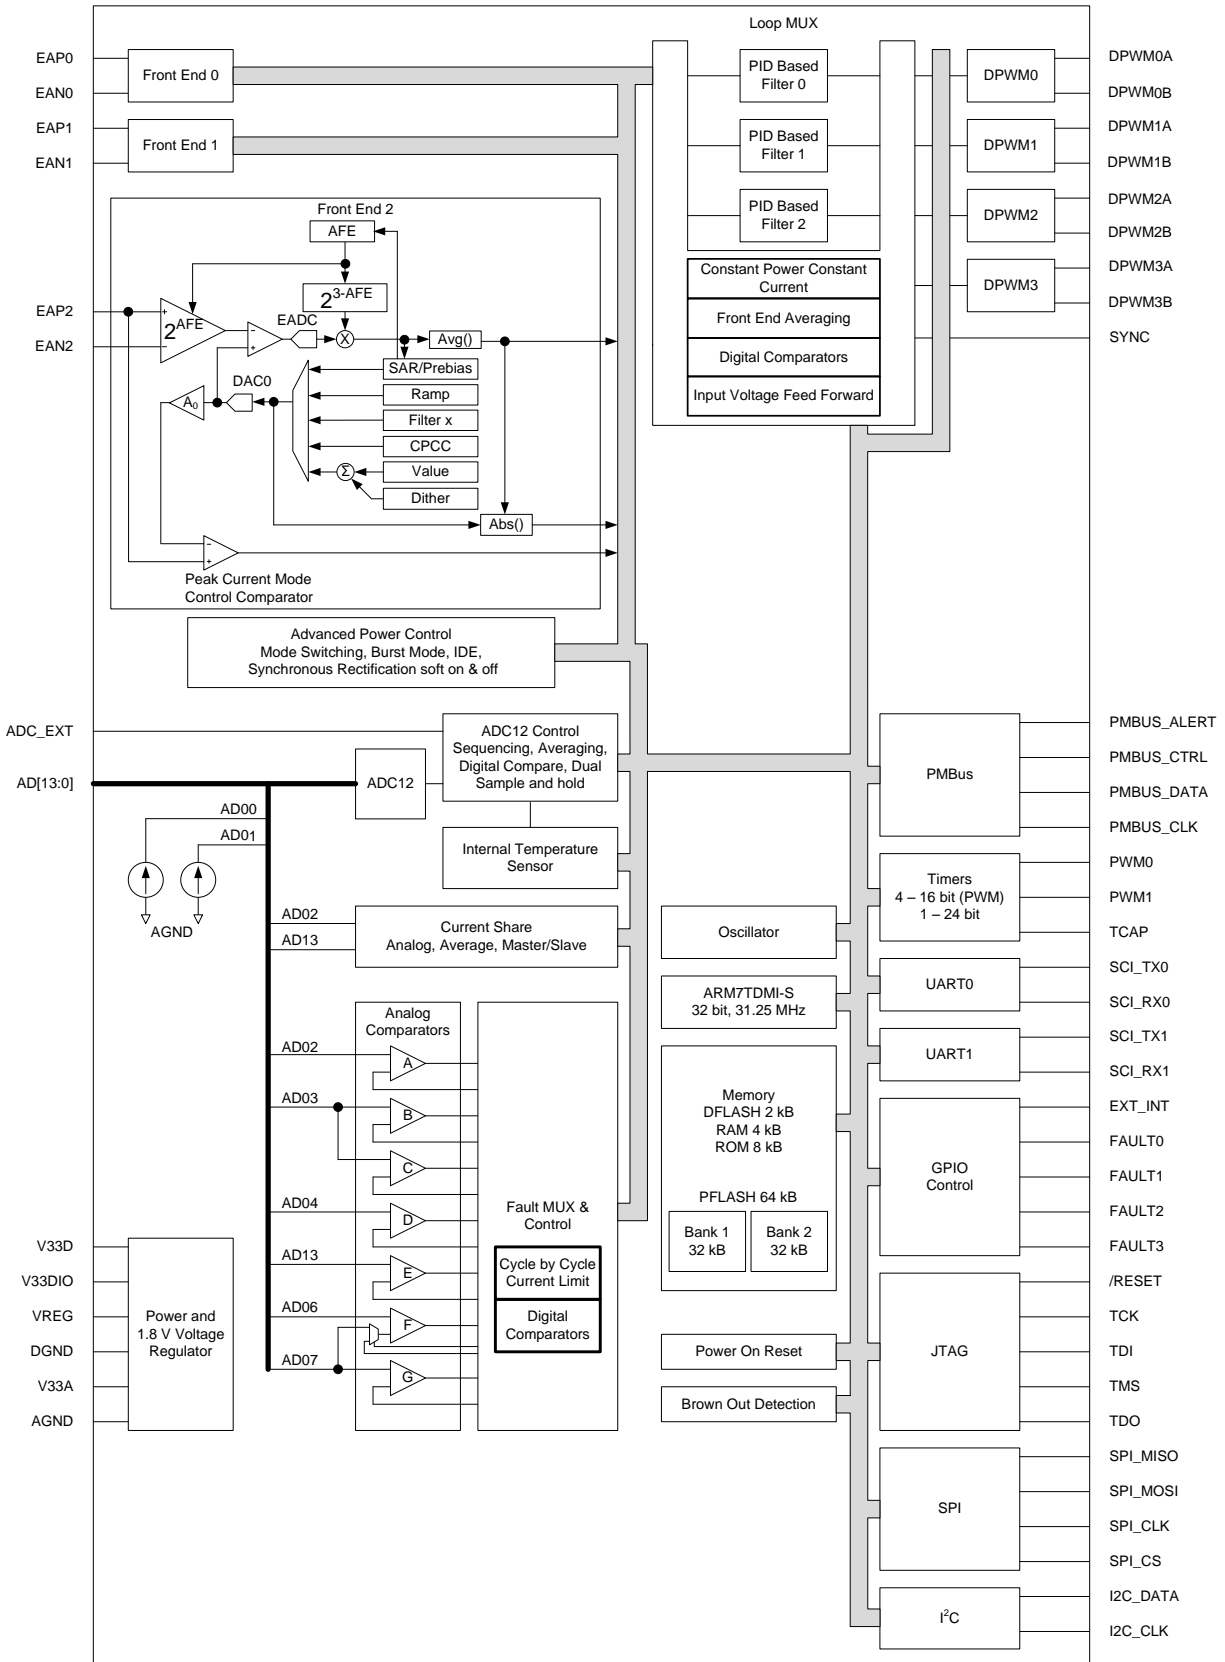 Loop MUX
EAP0
EAN0
EAP1
EAN1
EAP2
EAN2
ADC_EXT
AD[13:0]
V33D
V33DIO
VREG
DGND
V33A
AGND
Front End 0
Front End 1
Front End 2
AFE
2^3-AFE
2^AFE
+
−
−
+
EADC
X
Avg()
SAR/Prebias
Ramp
Filter x
CPCC
Value
Dither
Σ
DAC0
A₀
Abs()
−
+
Peak Current Mode
Control Comparator
Advanced Power Control
Mode Switching, Burst Mode, IDE,
Synchronous Rectification soft on & off
ADC12 Control
Sequencing, Averaging,
Digital Compare, Dual
Sample and hold
ADC12
AD00
AD01
AGND
Internal Temperature
Sensor
AD02
AD13
Current Share
Analog, Average, Master/Slave
Analog
Comparators
AD02
A
AD03
B
C
AD04
D
AD13
E
AD06
F
AD07
G
Fault MUX &
Control
Cycle by Cycle
Current Limit
Digital
Comparators
Power and
1.8 V Voltage
Regulator
PID Based
Filter 0
PID Based
Filter 1
PID Based
Filter 2
Constant Power Constant
Current
Front End Averaging
Digital Comparators
Input Voltage Feed Forward
DPWM0
DPWM1
DPWM2
DPWM3
Oscillator
ARM7TDMI-S
32 bit, 31.25 MHz
Memory
DFLASH 2 kB
RAM 4 kB
ROM 8 kB
PFLASH 64 kB
Bank 1
32 kB
Bank 2
32 kB
Power On Reset
Brown Out Detection
PMBus
Timers
4 – 16 bit (PWM)
1 – 24 bit
UART0
UART1
GPIO
Control
JTAG
SPI
I²C
DPWM0A
DPWM0B
DPWM1A
DPWM1B
DPWM2A
DPWM2B
DPWM3A
DPWM3B
SYNC
PMBUS_ALERT
PMBUS_CTRL
PMBUS_DATA
PMBUS_CLK
PWM0
PWM1
TCAP
SCI_TX0
SCI_RX0
SCI_TX1
SCI_RX1
EXT_INT
FAULT0
FAULT1
FAULT2
FAULT3
/RESET
TCK
TDI
TMS
TDO
SPI_MISO
SPI_MOSI
SPI_CLK
SPI_CS
I2C_DATA
I2C_CLK